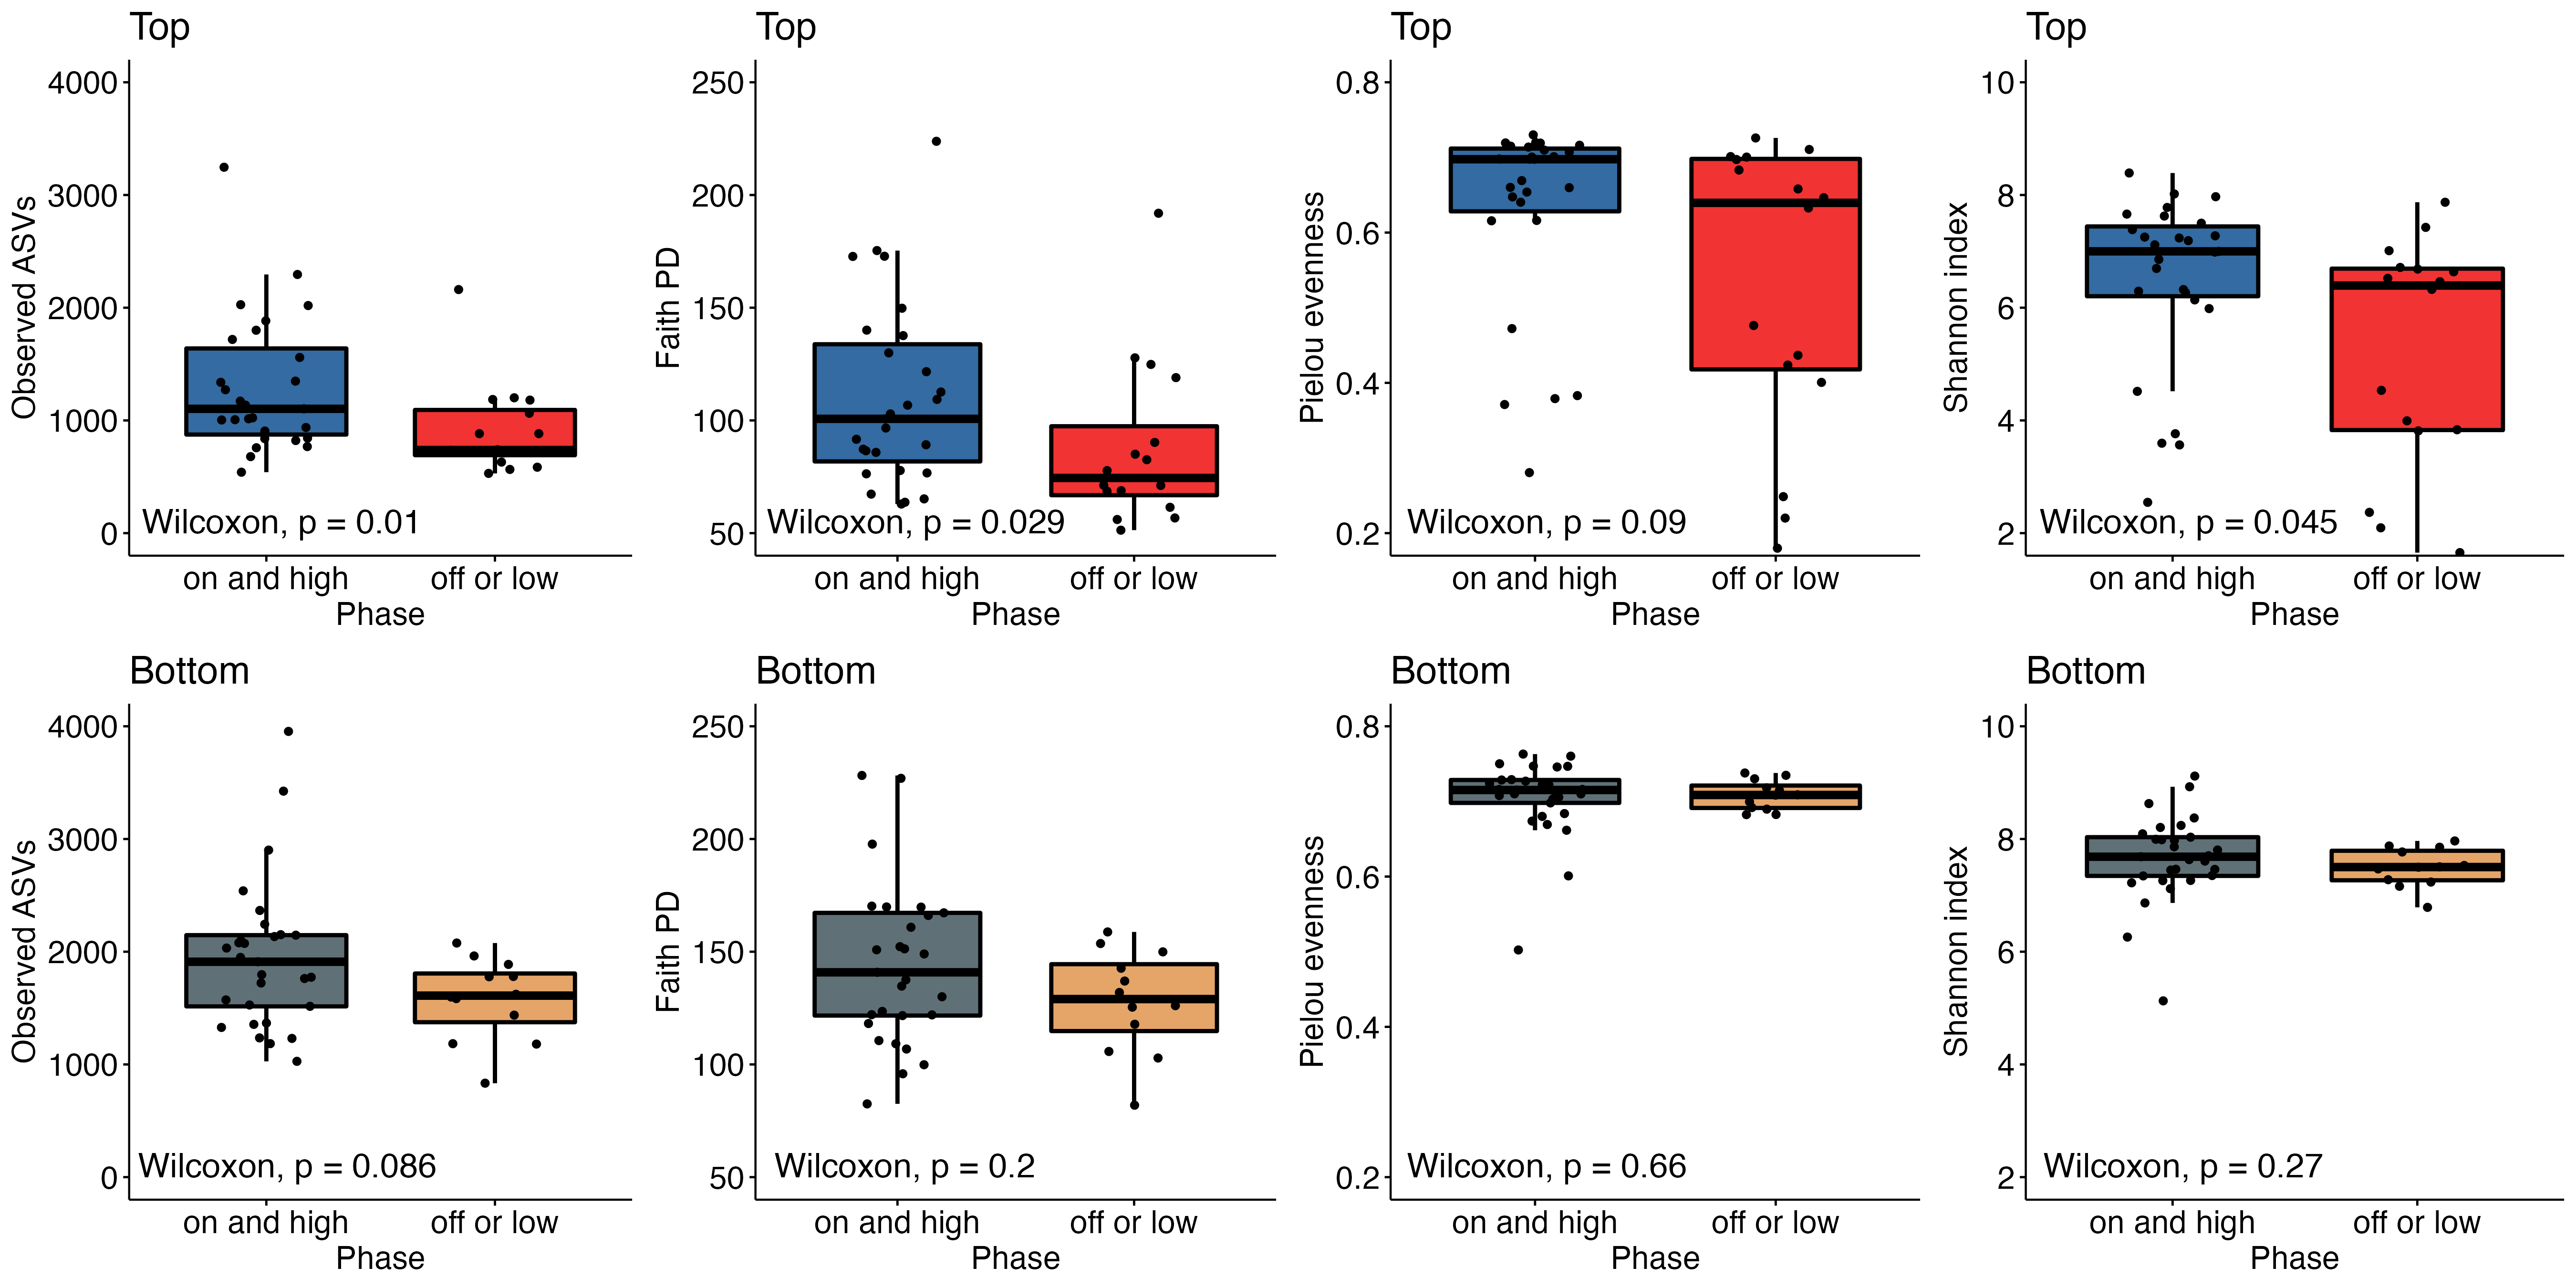 Top
Observed ASVs
4000
3000
2000
1000
0
Wilcoxon, p = 0.01
on and high
off or low
Phase
Top
Faith PD
250
200
150
100
50
Wilcoxon, p = 0.029
on and high
off or low
Phase
Top
Pielou evenness
0.8
0.6
0.4
0.2
Wilcoxon, p = 0.09
on and high
off or low
Phase
Top
Shannon index
10
8
6
4
2
Wilcoxon, p = 0.045
on and high
off or low
Phase
Bottom
Observed ASVs
4000
3000
2000
1000
0
Wilcoxon, p = 0.086
on and high
off or low
Phase
Bottom
Faith PD
250
200
150
100
50
Wilcoxon, p = 0.2
on and high
off or low
Phase
Bottom
Pielou evenness
0.8
0.6
0.4
0.2
Wilcoxon, p = 0.66
on and high
off or low
Phase
Bottom
Shannon index
10
8
6
4
2
Wilcoxon, p = 0.27
on and high
off or low
Phase